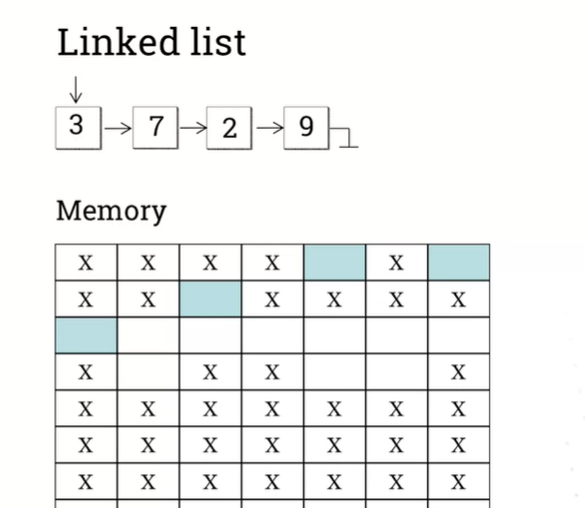 Linked list
3 7 2 9
Memory
X X X X X
X X X X X X
X X X X
X X X X X X X
X X X X X X X
X X X X X X X